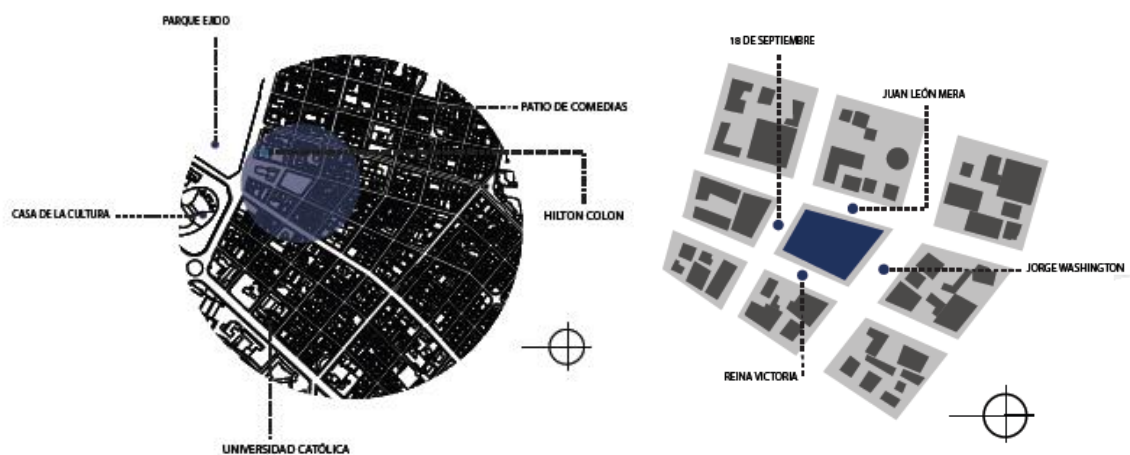 PARQUE EJIDO
PATIO DE COMEDIAS
CASA DE LA CULTURA
HILTON COLON
UNIVERSIDAD CATÓLICA
18 DE SEPTIEMBRE
JUAN LEÓN MERA
JORGE WASHINGTON
REINA VICTORIA